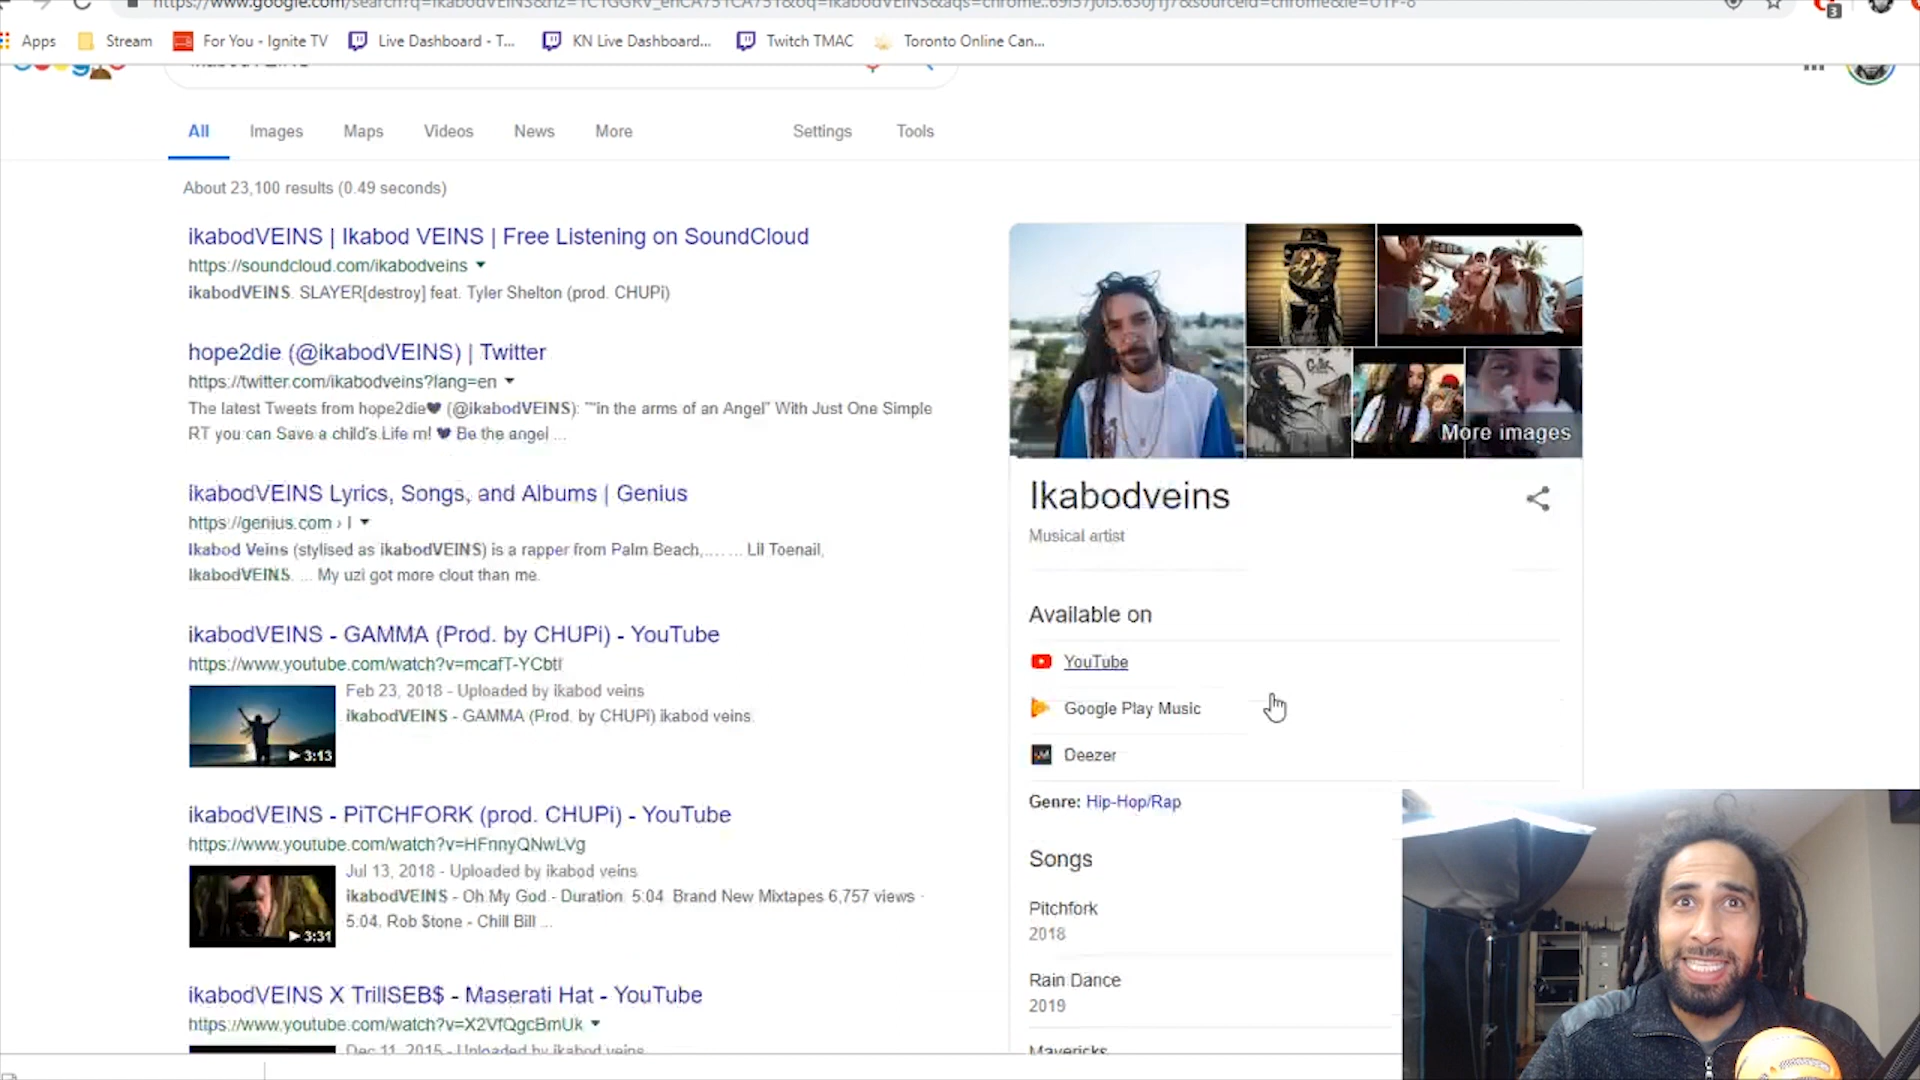 Apps
Stream
For You - Ignite TV
Live Dashboard - T...
KN Live Dashboard...
Twitch TMAC
Toronto Online Can...
3
All
Images
Maps
Videos
News
More
Settings
Tools
About 23,100 results (0.49 seconds)
ikabodVEINS | Ikabod VEINS | Free Listening on SoundCloud
https://soundcloud.com/ikabodveins
ikabodVEINS. SLAYER[destroy] feat. Tyler Shelton (prod. CHUPi)
hope2die (@ikabodVEINS) | Twitter
https://twitter.com/ikabodveins?lang=en
The latest Tweets from hope2die🖤 (@ikabodVEINS): "“in the arms of an Angel” With Just One Simple
RT you can Save a child's Life rn! 🖤 Be the angel ...
ikabodVEINS Lyrics, Songs, and Albums | Genius
https://genius.com › I
Ikabod Veins (stylised as ikabodVEINS) is a rapper from Palm Beach,.... ... Lil Toenail,
IkabodVEINS. ... My uzi got more clout than me.
ikabodVEINS - GAMMA (Prod. by CHUPi) - YouTube
https://www.youtube.com/watch?v=mcafT-YCbtI
Feb 23, 2018 - Uploaded by ikabod veins
ikabodVEINS - GAMMA (Prod. by CHUPi) ikabod veins.
3:13
ikabodVEINS - PiTCHFORK (prod. CHUPi) - YouTube
https://www.youtube.com/watch?v=HFnnyQNwLVg
Jul 13, 2018 - Uploaded by ikabod veins
ikabodVEINS - Oh My God - Duration: 5:04. Brand New Mixtapes 6,757 views ·
5:04. Rob $tone - Chill Bill ...
3:31
ikabodVEINS X TrillSEB$ - Maserati Hat - YouTube
https://www.youtube.com/watch?v=X2VfQgcBmUk
Dec 11, 2015 - Uploaded by ikabod veins
More images
Ikabodveins
Musical artist
Available on
YouTube
Google Play Music
Deezer
Genre: Hip-Hop/Rap
Songs
Pitchfork
2018
Rain Dance
2019
Mavericks